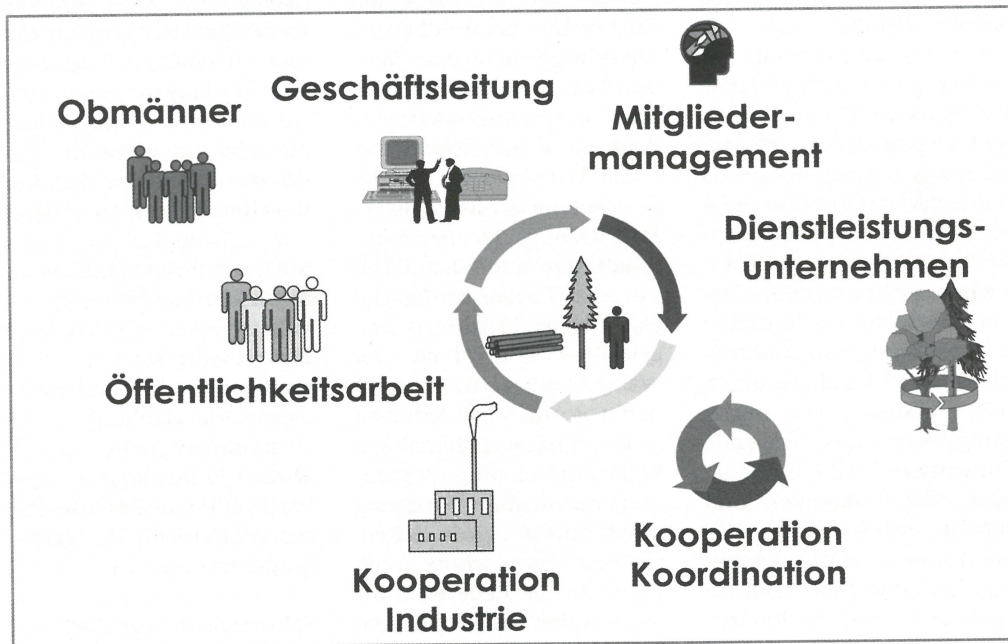 Obmänner
Geschäftsleitung
Mitglieder-
management
Dienstleistungs-
unternehmen
Öffentlichkeitsarbeit
Kooperation
Industrie
Kooperation
Koordination